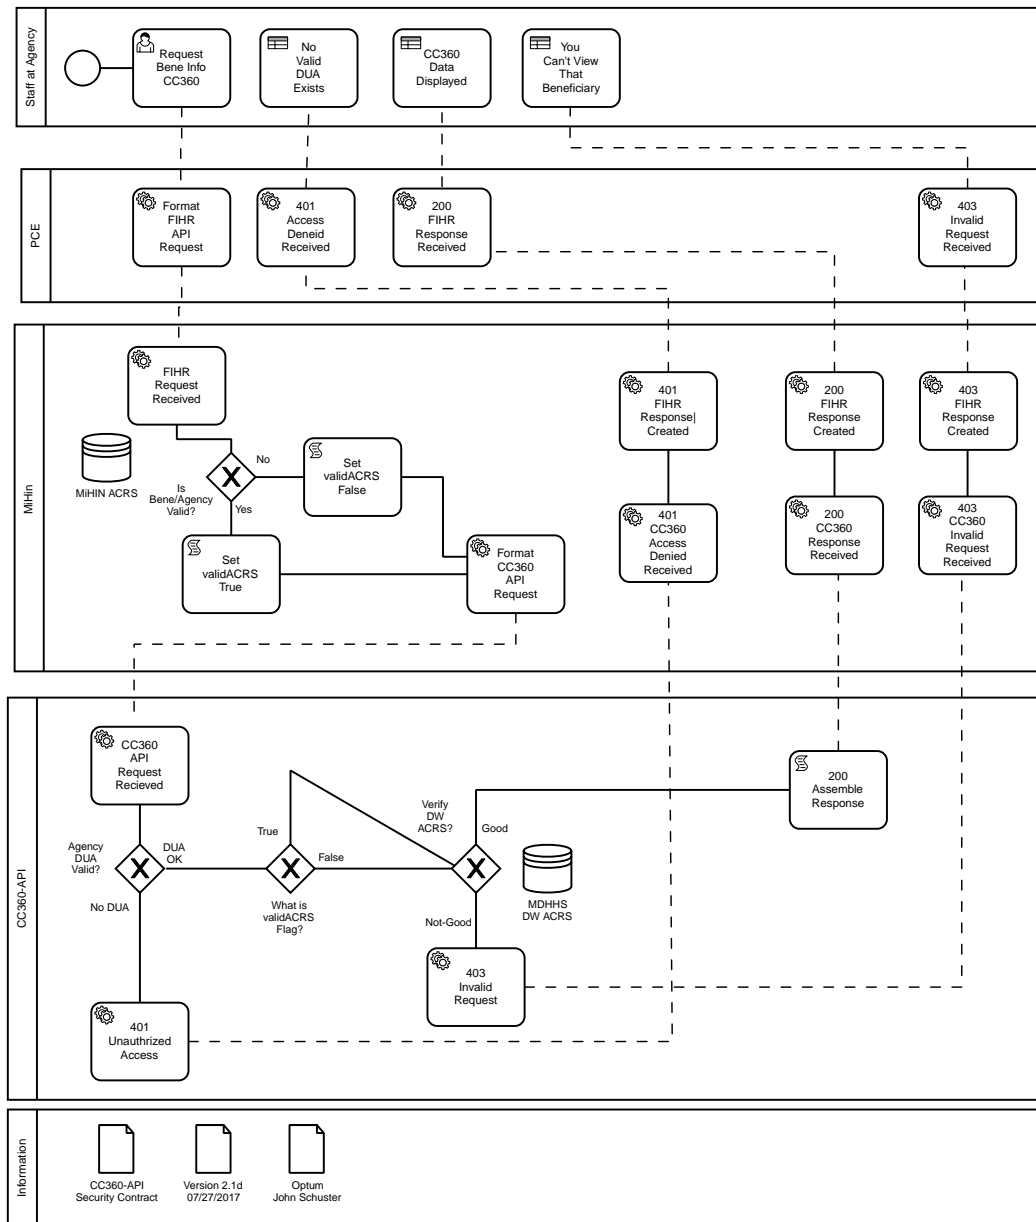 Staff at Agency
Request
Bene Info
CC360
No
Valid
DUA
Exists
CC360
Data
Displayed
You
Can't View
That
Beneficiary
PCE
Format
FIHR
API
Request
401
Access
Deneid
Received
200
FIHR
Response
Received
403
Invalid
Request
Received
MiHin
FIHR
Request
Received
MiHIN ACRS
Is
Bene/Agency
Valid?
No
Yes
Set
validACRS
False
Set
validACRS
True
Format
CC360
API
Request
401
FIHR
Response|
Created
200
FIHR
Response
Created
403
FIHR
Response
Created
401
CC360
Access
Denied
Received
200
CC360
Response
Received
403
CC360
Invalid
Request
Received
CC360-API
CC360
API
Request
Recieved
Agency
DUA
Valid?
DUA
OK
No DUA
True
False
What is
validACRS
Flag?
Verify
DW
ACRS?
Good
Not-Good
MDHHS
DW ACRS
200
Assemble
Response
403
Invalid
Request
401
Unauthrized
Access
Information
CC360-API
Security Contract
Version 2.1d
07/27/2017
Optum
John Schuster